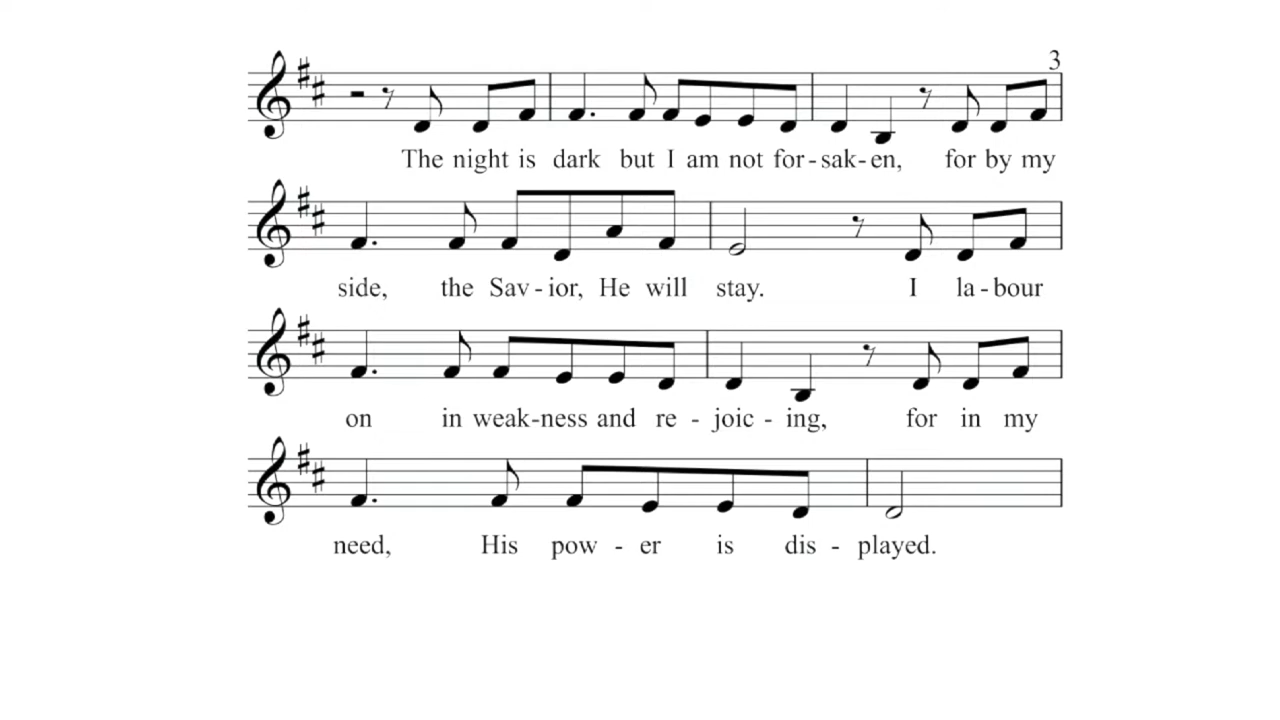 3
The night is dark but I am not for-sak-en, for by my
side, the Sav-ior, He will stay. I la-bour
on in weak-ness and re-joic-ing, for in my
need, His pow-er is dis-played.